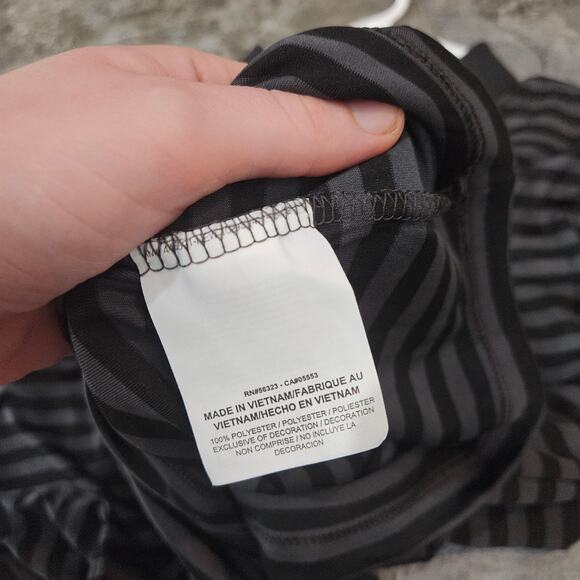 RN#56323 - CA#05553
MADE IN VIETNAM/FABRIQUE AU
VIETNAM/HECHO EN VIETNAM
100% POLYESTER / POLYESTER / POLIESTER
EXCLUSIVE OF DECORATION / DECORATION
NON COMPRISE / NO INCLUYE LA
DECORACION